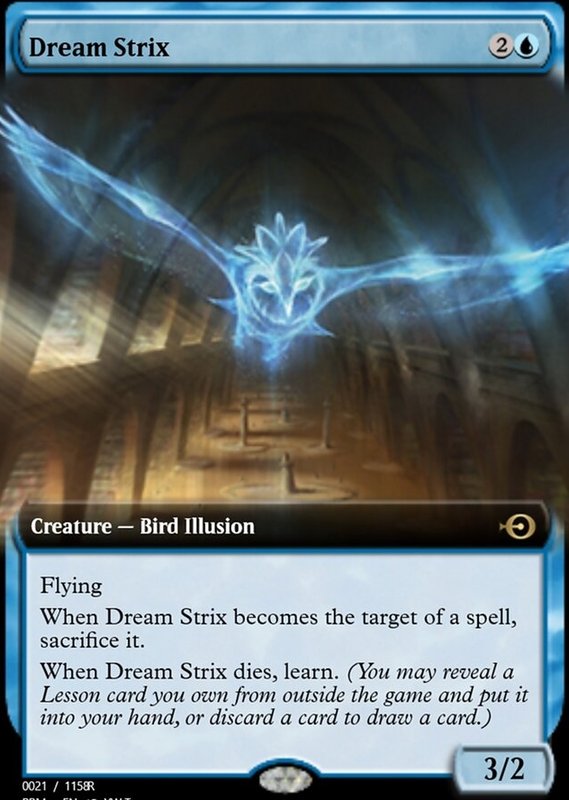 Dream Strix 2
Creature — Bird Illusion
Flying
When Dream Strix becomes the target of a spell,
sacrifice it.
When Dream Strix dies, learn. (You may reveal a
Lesson card you own from outside the game and put it
into your hand, or discard a card to draw a card.)
3/2
0021 / 1158R